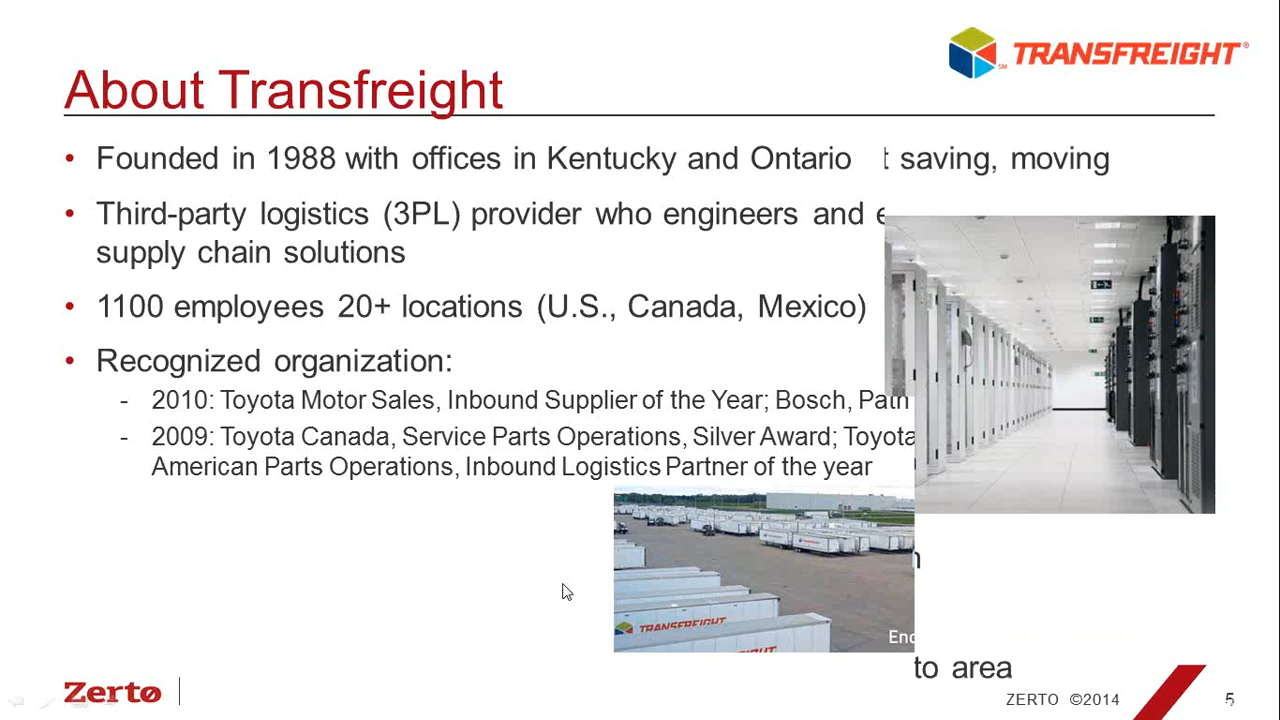 TRANSFREIGHT®
SM
About Transfreight
• Founded in 1988 with offices in Kentucky and Ontario t saving, moving
• Third-party logistics (3PL) provider who engineers and
supply chain solutions
• 1100 employees 20+ locations (U.S., Canada, Mexico)
• Recognized organization:
- 2010: Toyota Motor Sales, Inbound Supplier of the Year; Bosch, Path
- 2009: Toyota Canada, Service Parts Operations, Silver Award; Toyota
American Parts Operations, Inbound Logistics Partner of the year
TRANSFREIGHT
to area
Zerto
ZERTO ©2014
5